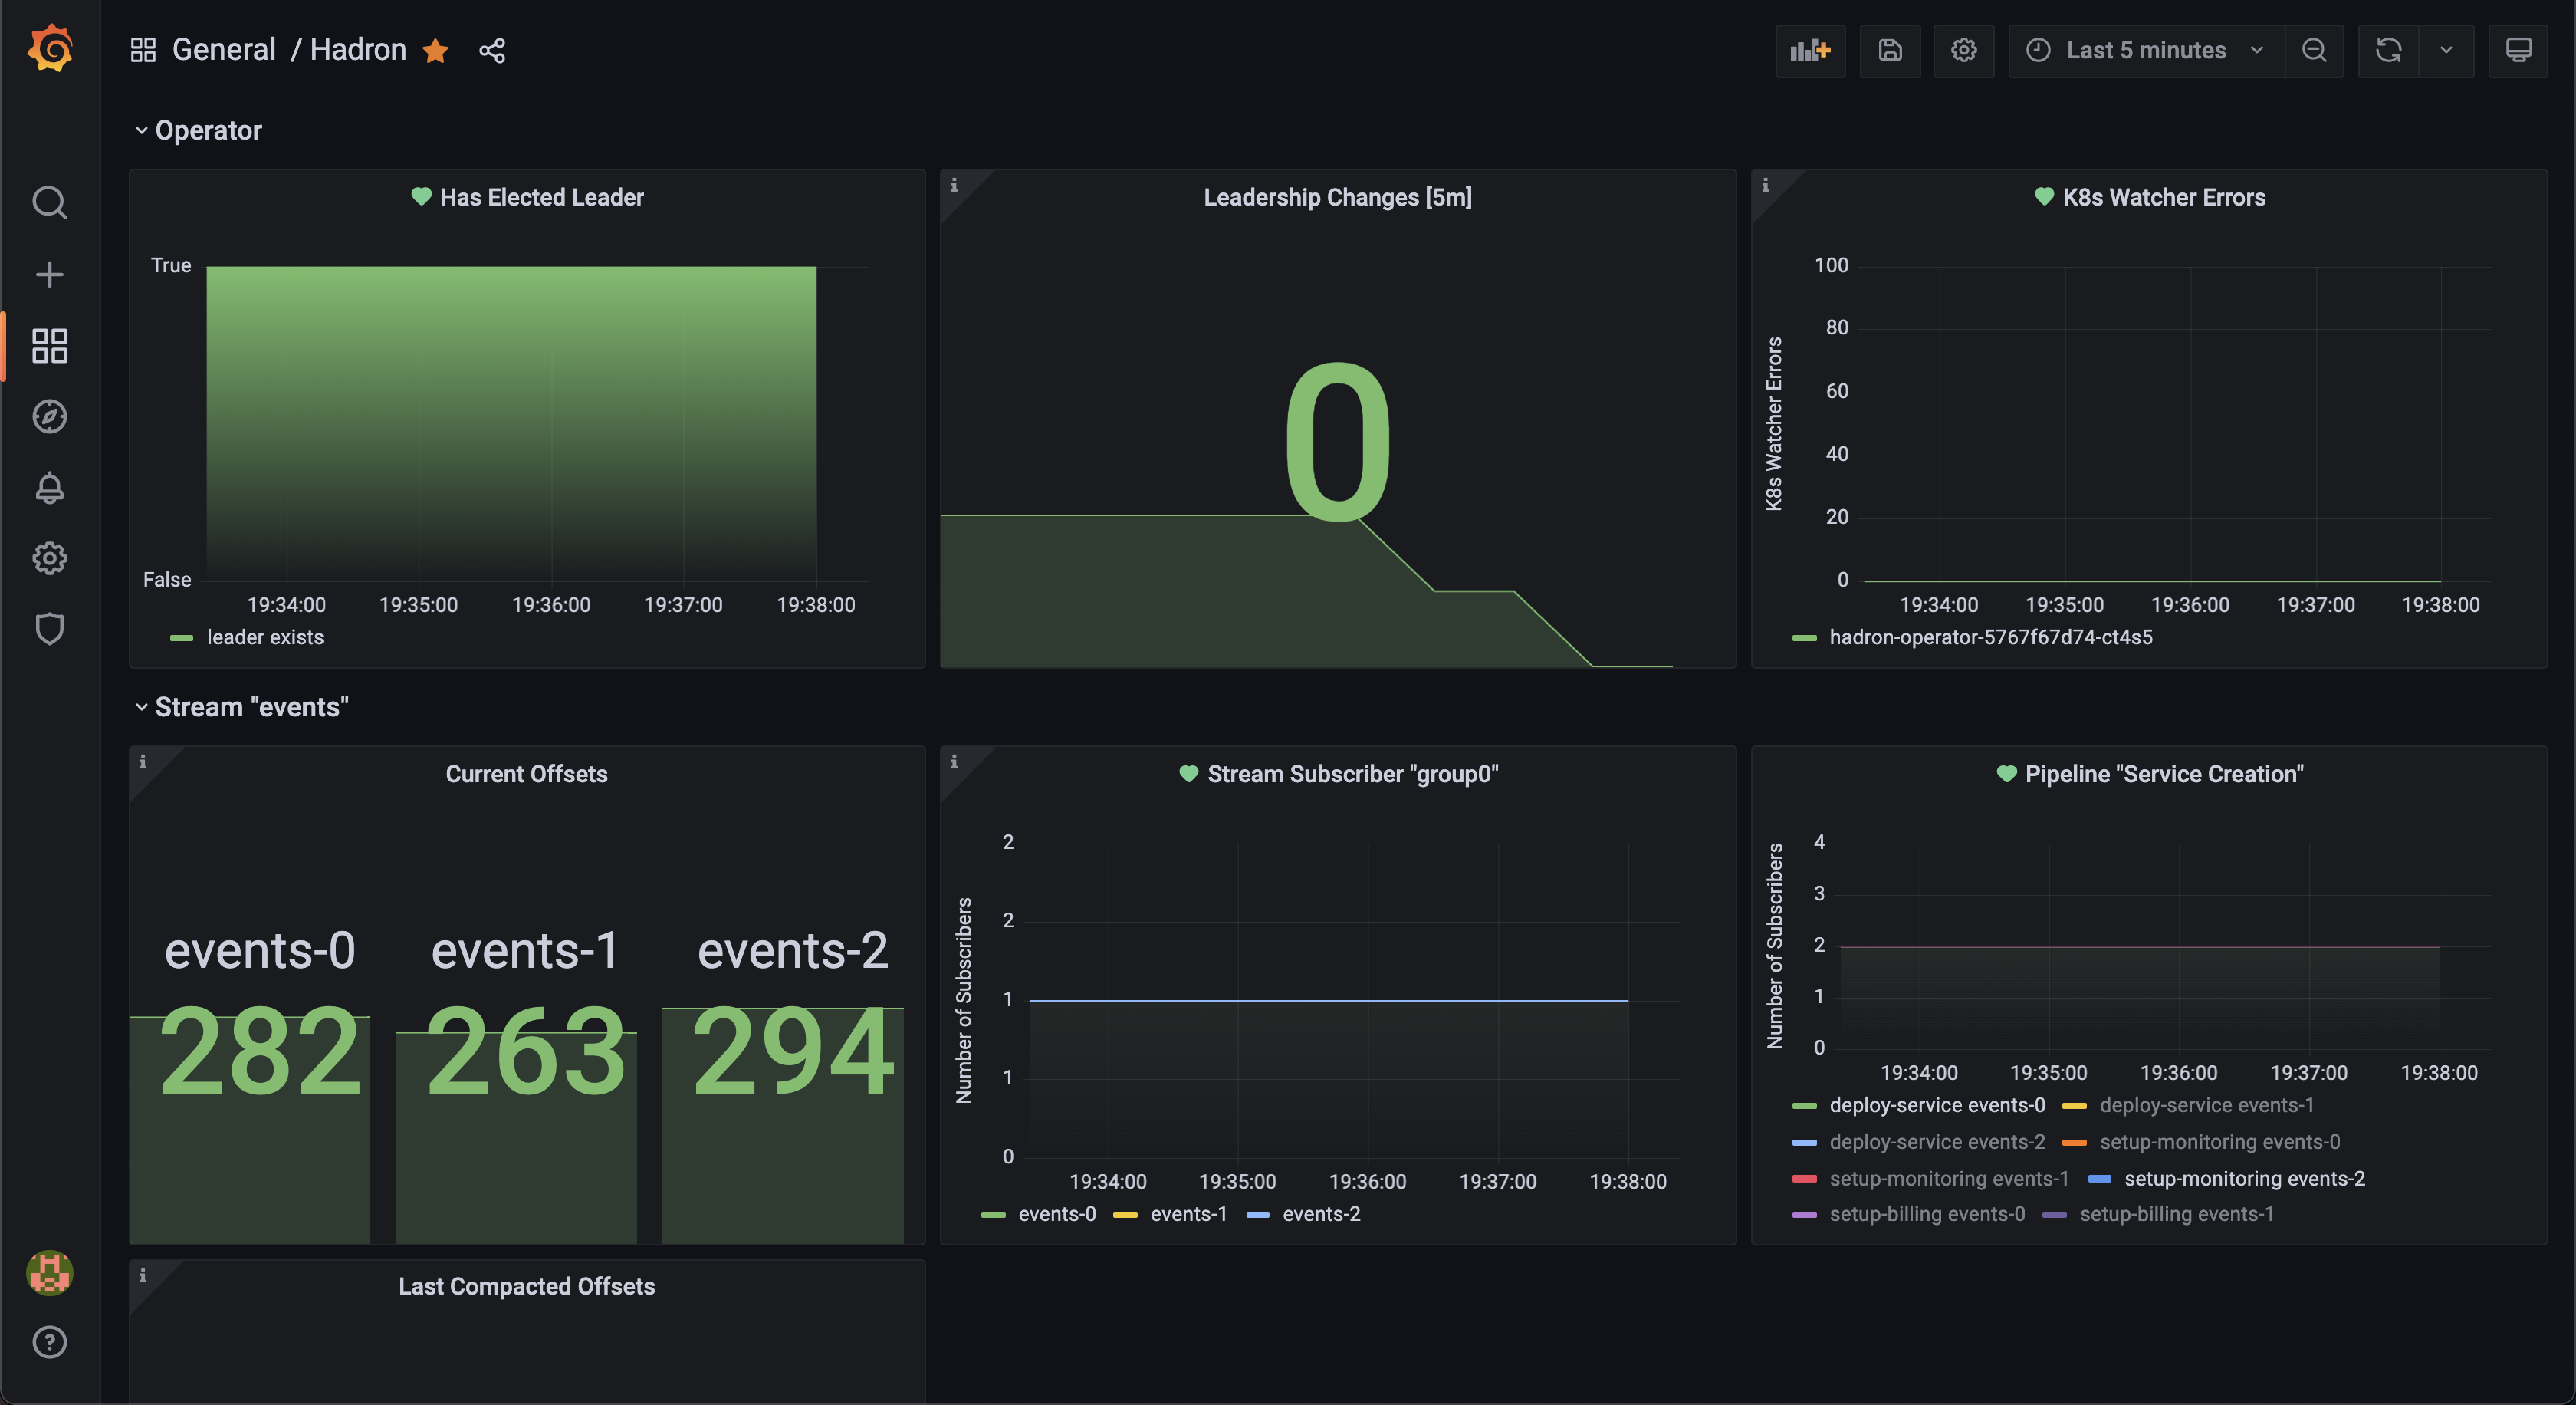 General / Hadron
Last 5 minutes
Operator
Has Elected Leader
True
False
19:34:00 19:35:00 19:36:00 19:37:00 19:38:00
leader exists
Leadership Changes [5m]
0
K8s Watcher Errors
K8s Watcher Errors
100
80
60
40
20
0
19:34:00 19:35:00 19:36:00 19:37:00 19:38:00
hadron-operator-5767f67d74-ct4s5
Stream "events"
Current Offsets
events-0 events-1 events-2
282 263 294
Stream Subscriber "group0"
Number of Subscribers
2
2
1
1
0
19:34:00 19:35:00 19:36:00 19:37:00 19:38:00
events-0 events-1 events-2
Pipeline "Service Creation"
Number of Subscribers
4
3
2
1
0
19:34:00 19:35:00 19:36:00 19:37:00 19:38:00
deploy-service events-0 deploy-service events-1
deploy-service events-2 setup-monitoring events-0
setup-monitoring events-1 setup-monitoring events-2
setup-billing events-0 setup-billing events-1
Last Compacted Offsets